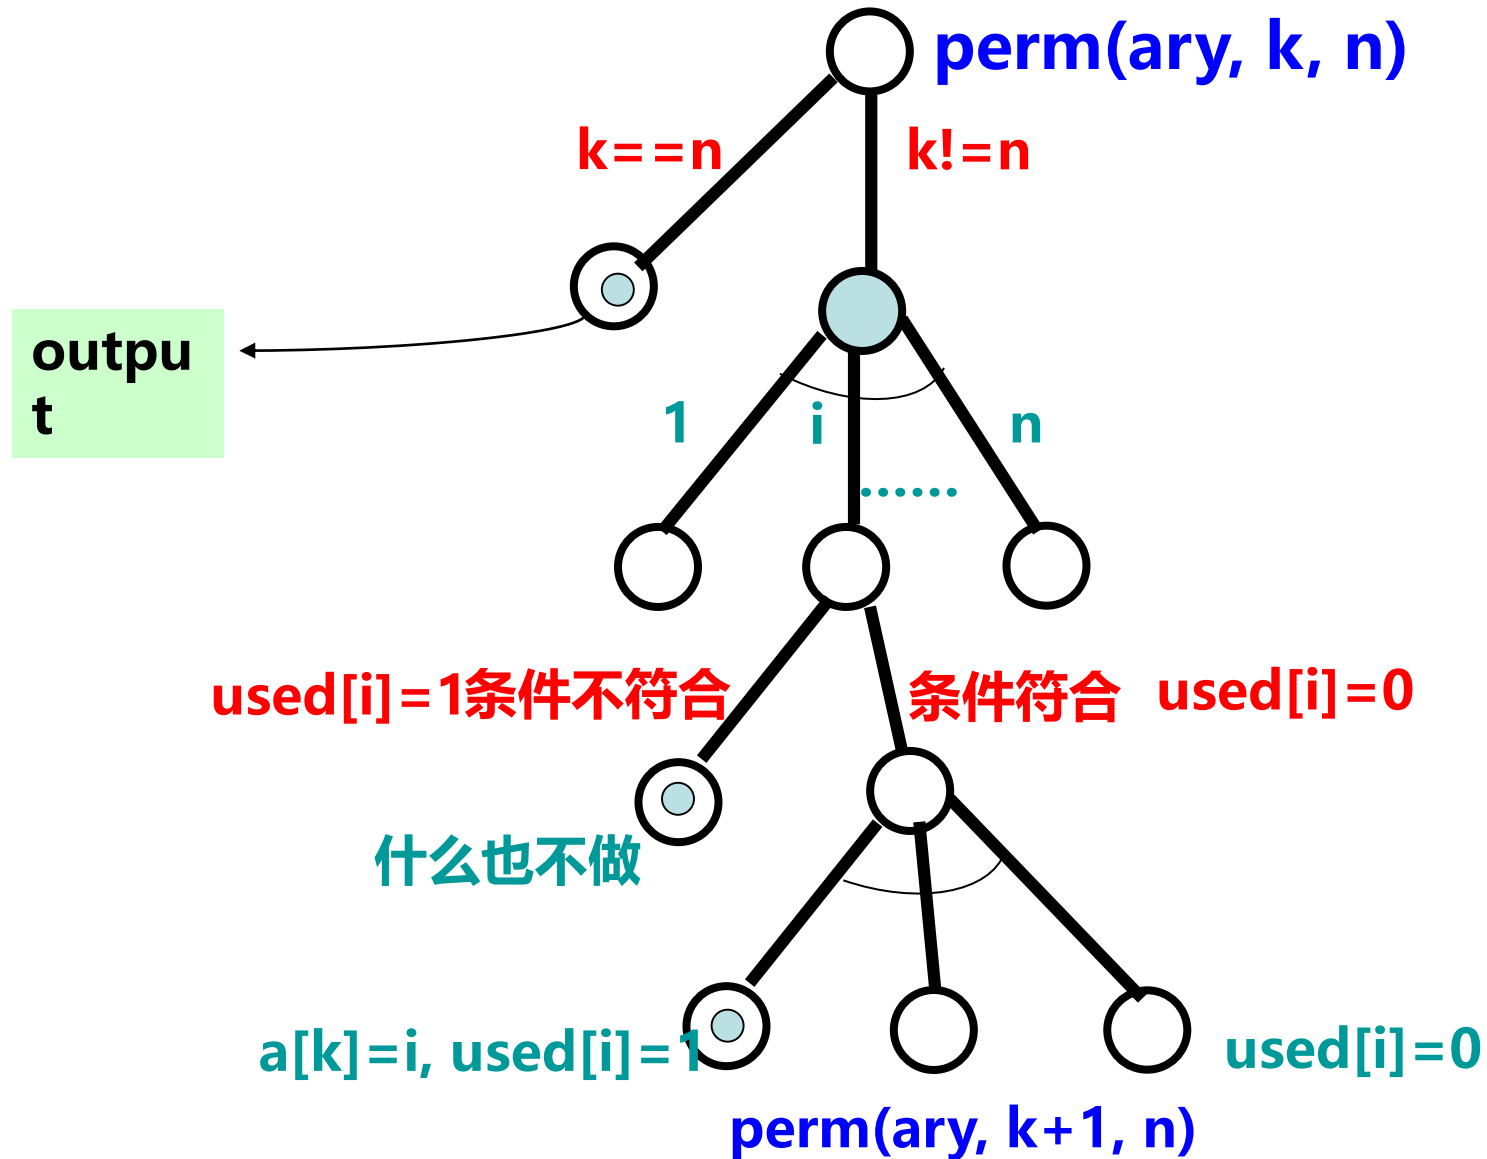 perm(ary, k, n)
k==n
k!=n
outpu
t
1
i
n
......
used[i]=1条件不符合
条件符合
used[i]=0
什么也不做
a[k]=i, used[i]=1
used[i]=0
perm(ary, k+1, n)